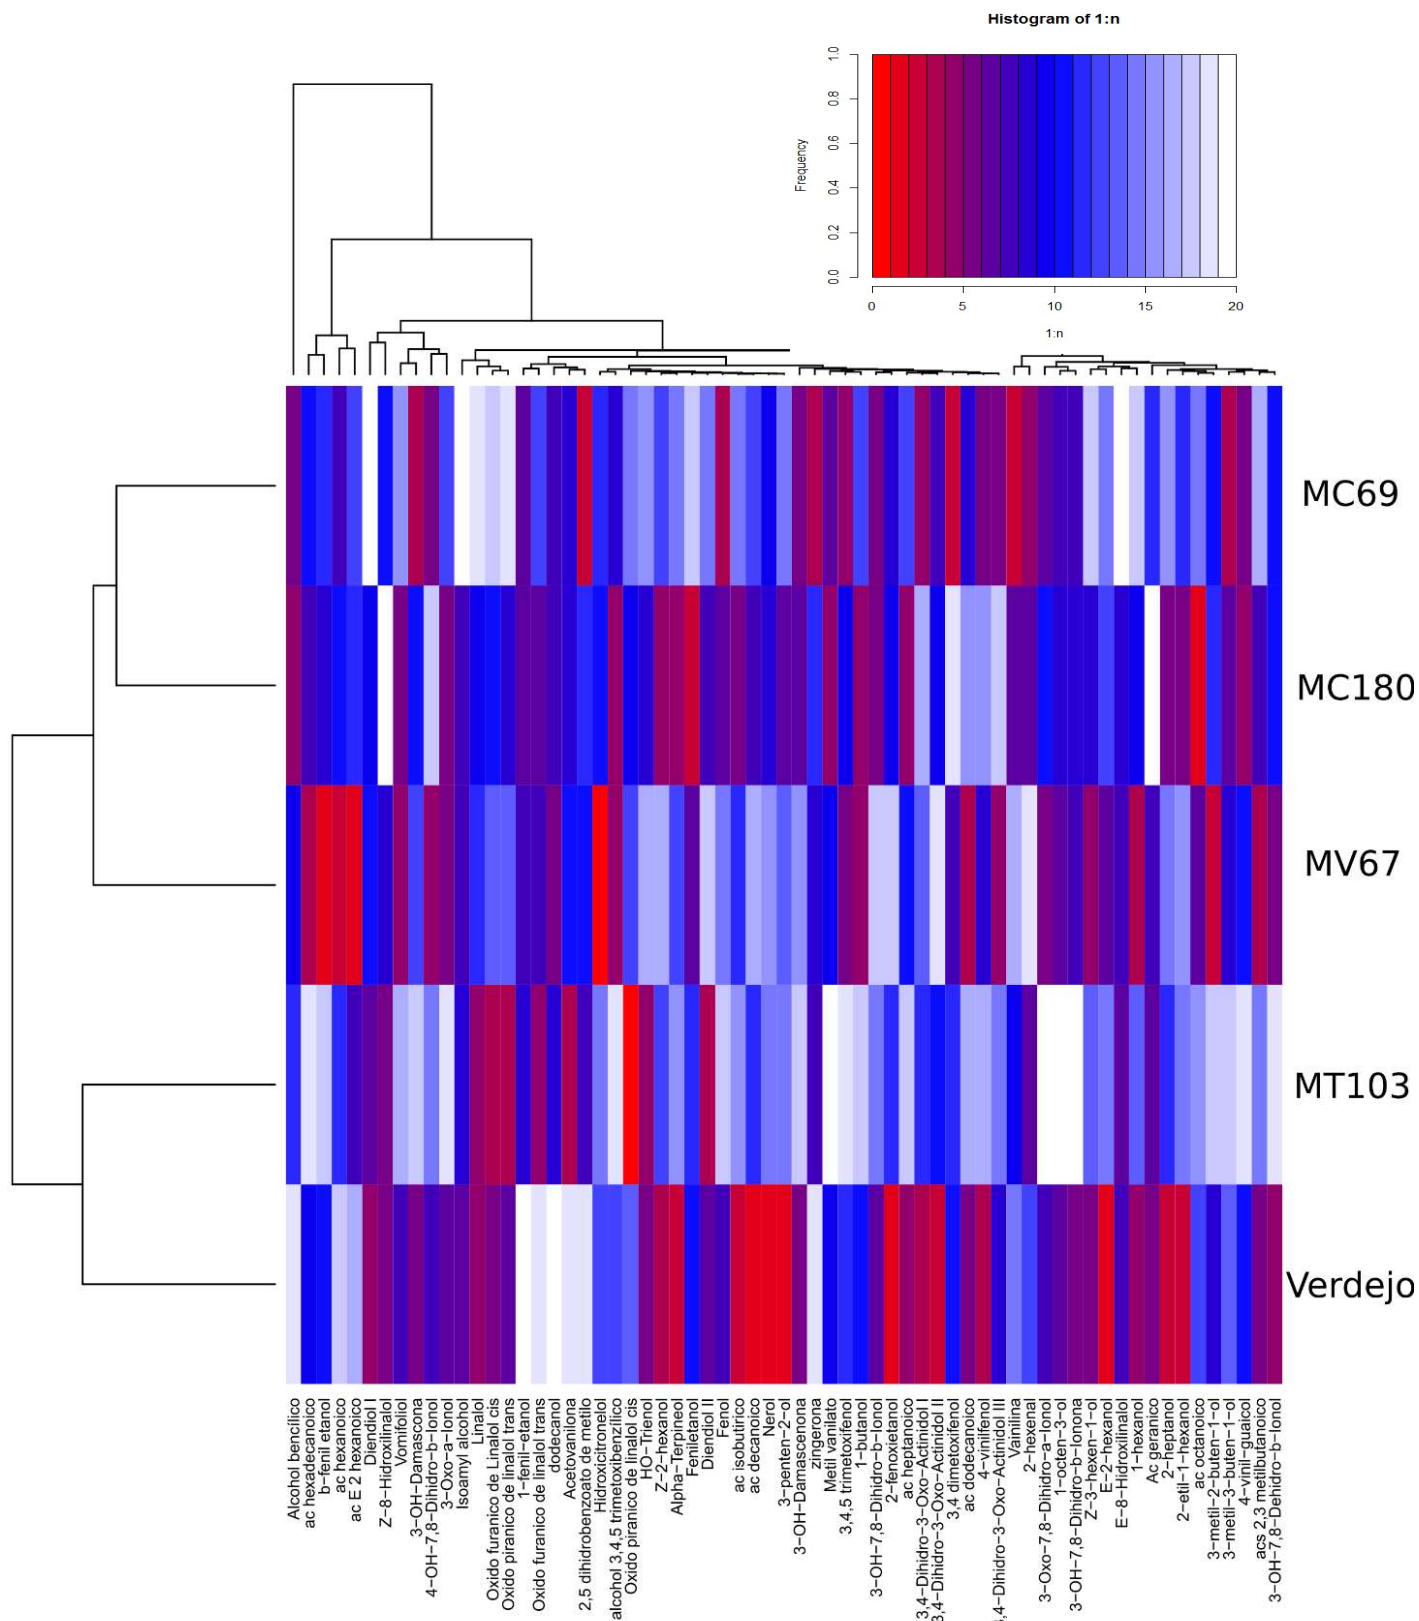 Histogram of 1:n
Frequency
0.0
0.2
0.4
0.6
0.8
1.0
0
5
10
15
20
1:n
MC69
MC180
MV67
MT103
Verdejo
Alcohol bencilico
ac hexadecanoico
b−fenil etanol
ac hexanoico
ac E 2 hexanoico
Diendiol I
Z−8−Hidroxilinalol
Vomifoliol
3−OH−Damascona
4−OH−7,8−Dihidro−b−Ionol
3−Oxo−a−Ionol
Isoamyl alcohol
Linalol
Oxido furanico de Linalol cis
Oxido piranico de linalol trans
1−fenil−etanol
Oxido furanico de linalol trans
dodecanol
Acetovanilona
2,5 dihidrobenzoato de metilo
Hidroxicitronelol
alcohol 3,4,5 trimetoxibenzílico
Oxido piranico de linalol cis
HO−Trienol
Z−2−hexanol
Alpha−Terpineol
Feniletanol
Diendiol II
Fenol
ac isobutirico
ac decanoico
Nerol
3−penten−2−ol
3−OH−Damascenona
zingerona
Metil vanilato
3,4,5 trimetoxifenol
1−butanol
3−OH−7,8−Dihidro−b−Ionol
2−fenoxietanol
ac heptanoico
3,4−Dihidro−3−Oxo−Actinidol I
3,4−Dihidro−3−Oxo−Actinidol II
3,4 dimetoxifenol
ac dodecanoico
4−vinilfenol
,4−Dihidro−3−Oxo−Actinidol III
Vainilina
2−hexenal
3−Oxo−7,8−Dihidro−a−Ionol
1−octen−3−ol
3−OH−7,8−Dihidro−b−Ionona
Z−3−hexen−1−ol
E−2−hexanol
E−8−Hidroxilinalol
1−hexanol
Ac geranico
2−heptanol
2−etil−1−hexanol
ac octanoico
3−metil−2−buten−1−ol
3−metil−3−buten−1−ol
4−vinil−guaicol
acs 2,3 metilbutanoico
3−OH−7,8−Dehidro−b−Ionol